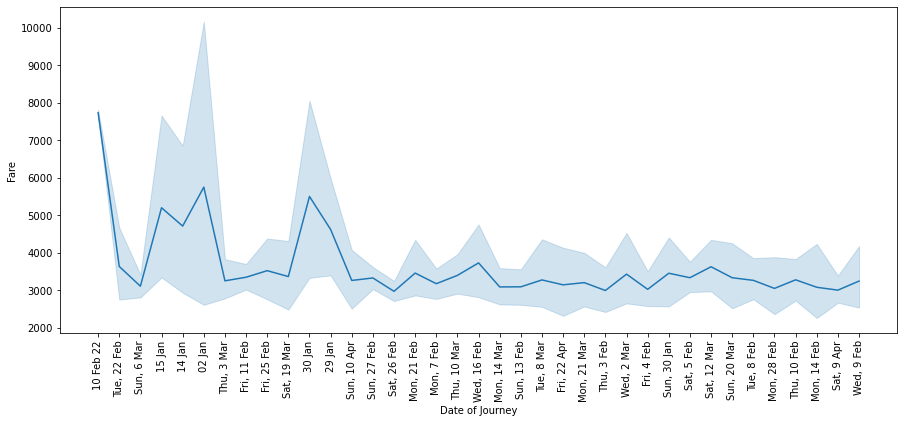 10000
9000
8000
7000
6000
5000
4000
3000
2000
Fare
10 Feb 22
Tue, 22 Feb
Sun, 6 Mar
15 Jan
14 Jan
02 Jan
Thu, 3 Mar
Fri, 11 Feb
Fri, 25 Feb
Sat, 19 Mar
30 Jan
29 Jan
Sun, 10 Apr
Sun, 27 Feb
Sat, 26 Feb
Mon, 21 Feb
Mon, 7 Feb
Thu, 10 Mar
Wed, 16 Feb
Mon, 14 Mar
Sun, 13 Feb
Tue, 8 Mar
Fri, 22 Apr
Mon, 21 Mar
Thu, 3 Feb
Wed, 2 Mar
Fri, 4 Feb
Sun, 30 Jan
Sat, 5 Feb
Sat, 12 Mar
Sun, 20 Mar
Tue, 8 Feb
Mon, 28 Mar
Thu, 10 Feb
Mon, 14 Feb
Sat, 9 Apr
Wed, 9 Feb
Date of Journey